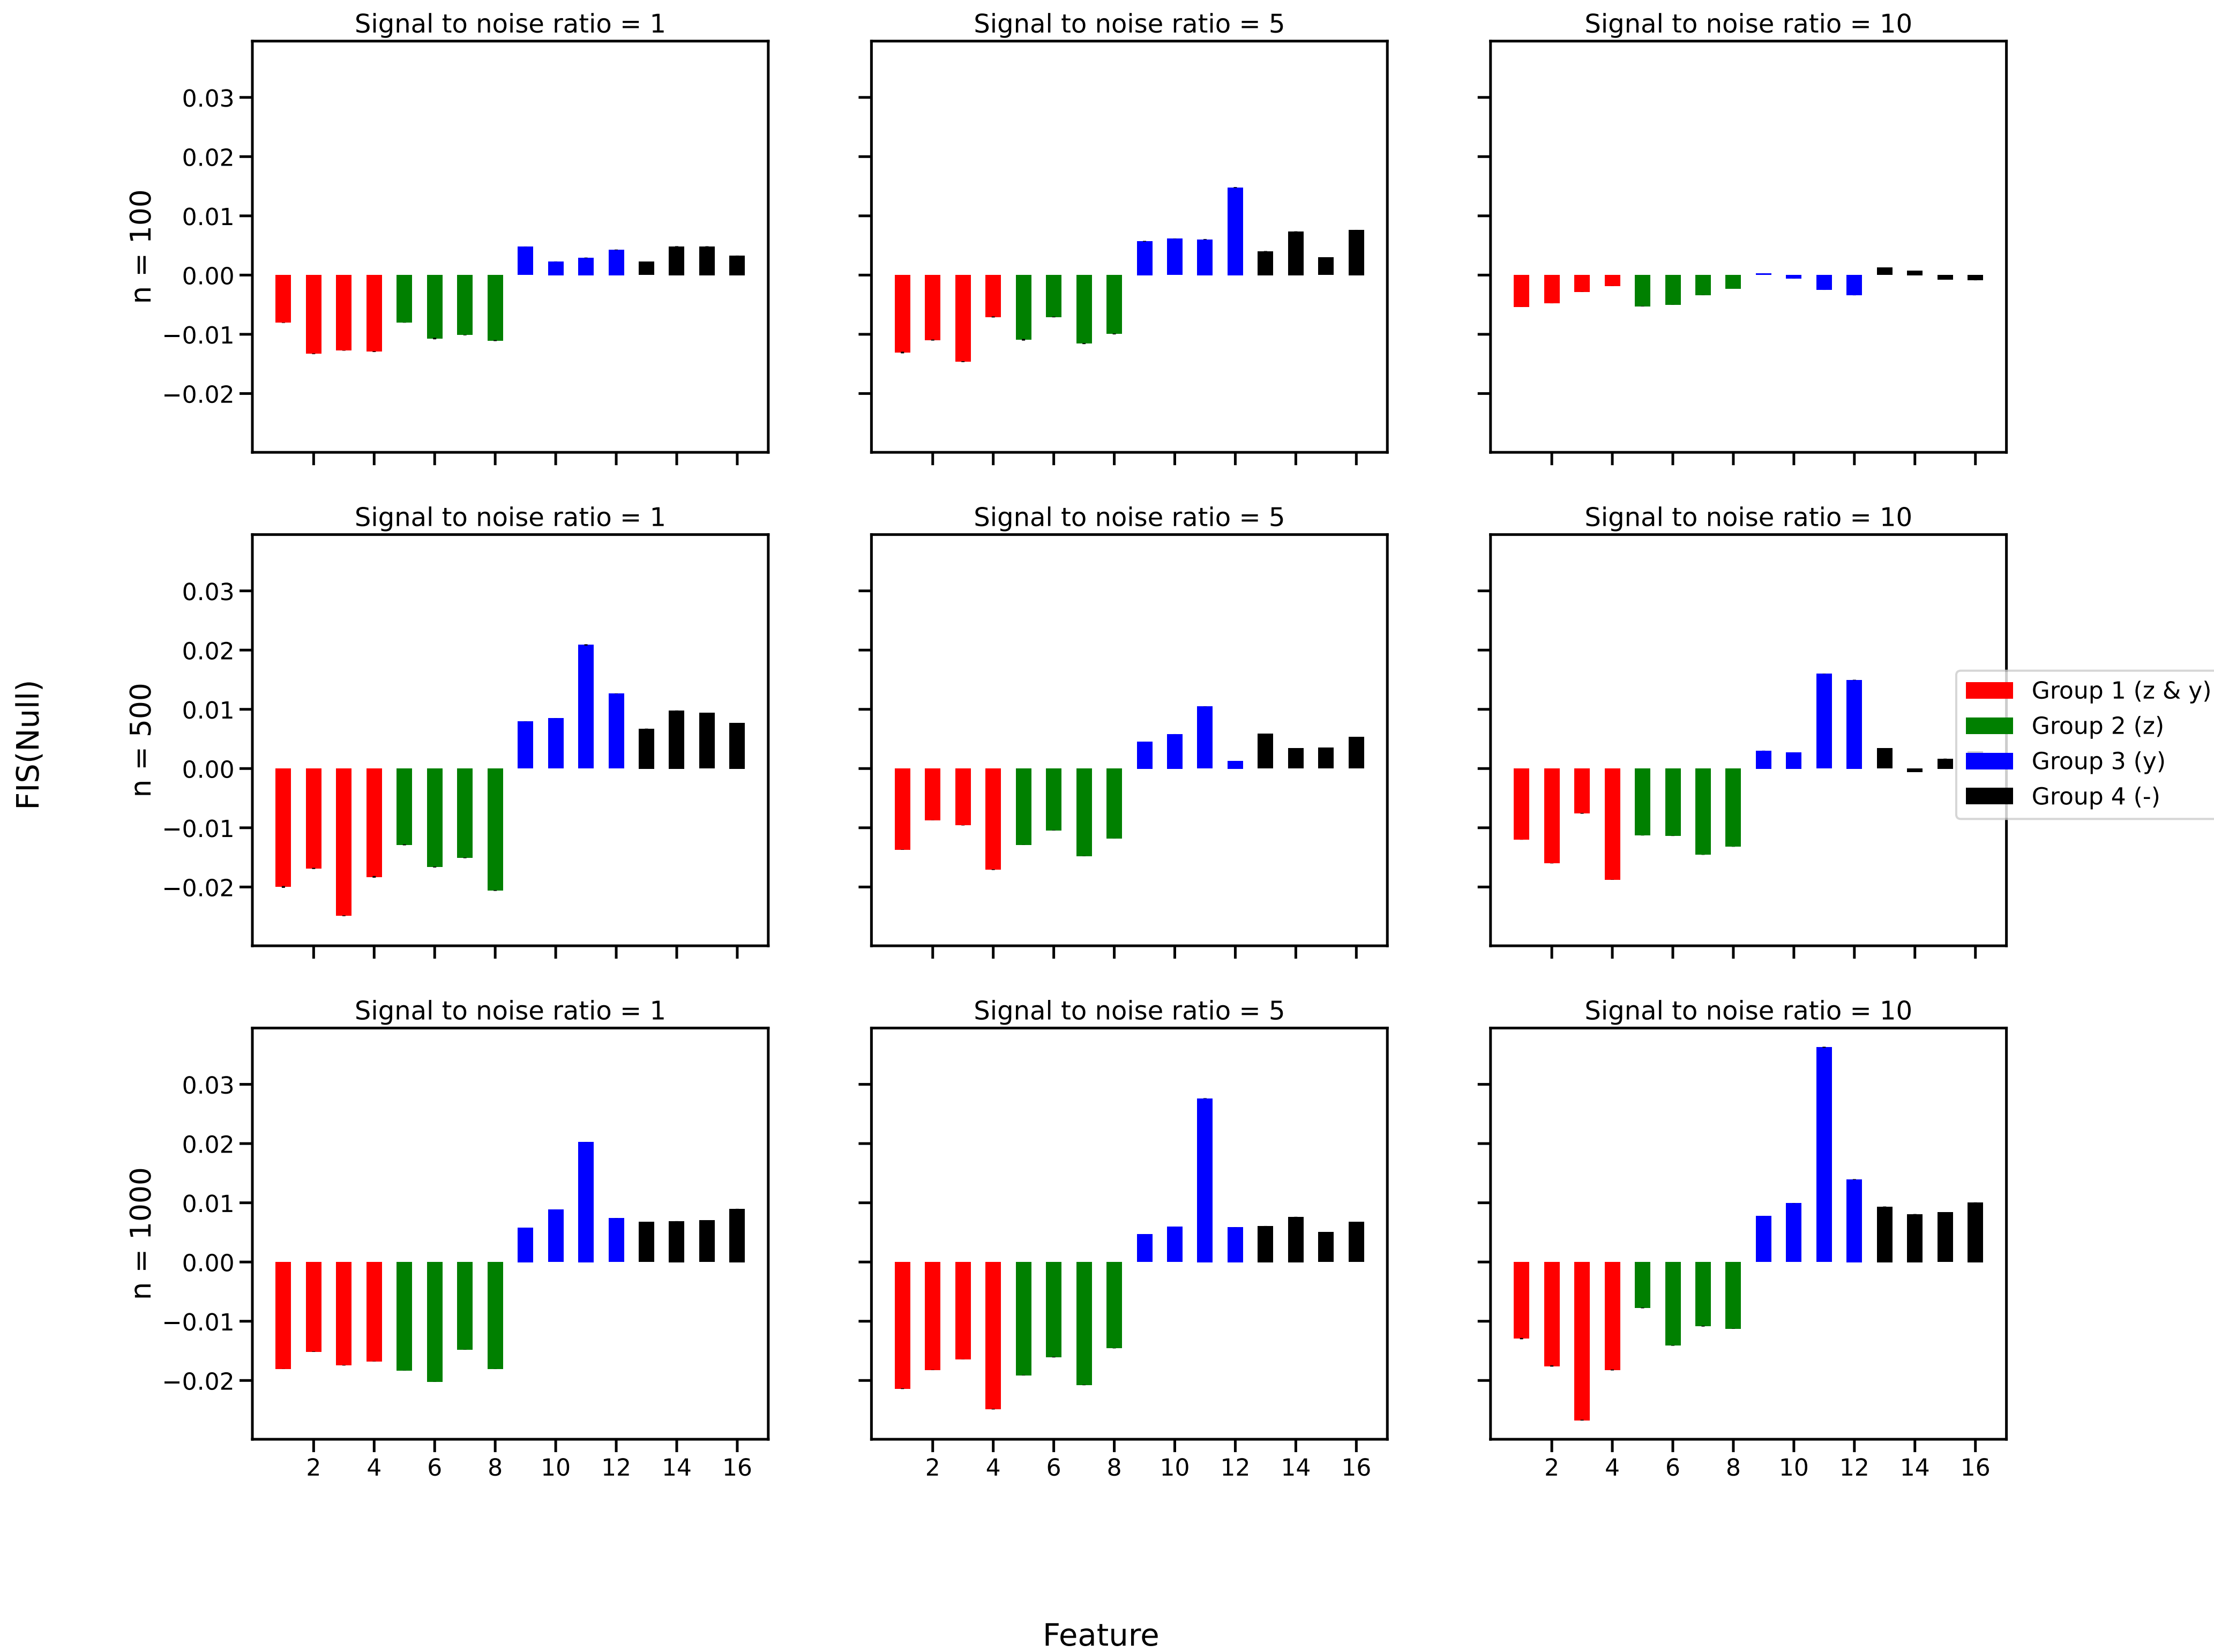 Signal to noise ratio = 1
Signal to noise ratio = 5
Signal to noise ratio = 10
0.03
0.02
0.01
0.00
−0.01
−0.02
n = 100
Signal to noise ratio = 1
Signal to noise ratio = 5
Signal to noise ratio = 10
0.03
0.02
0.01
0.00
−0.01
−0.02
n = 500
FIS(Null)
Group 1 (z & y)
Group 2 (z)
Group 3 (y)
Group 4 (-)
Signal to noise ratio = 1
Signal to noise ratio = 5
Signal to noise ratio = 10
0.03
0.02
0.01
0.00
−0.01
−0.02
n = 1000
2 4 6 8 10 12 14 16
2 4 6 8 10 12 14 16
2 4 6 8 10 12 14 16
Feature